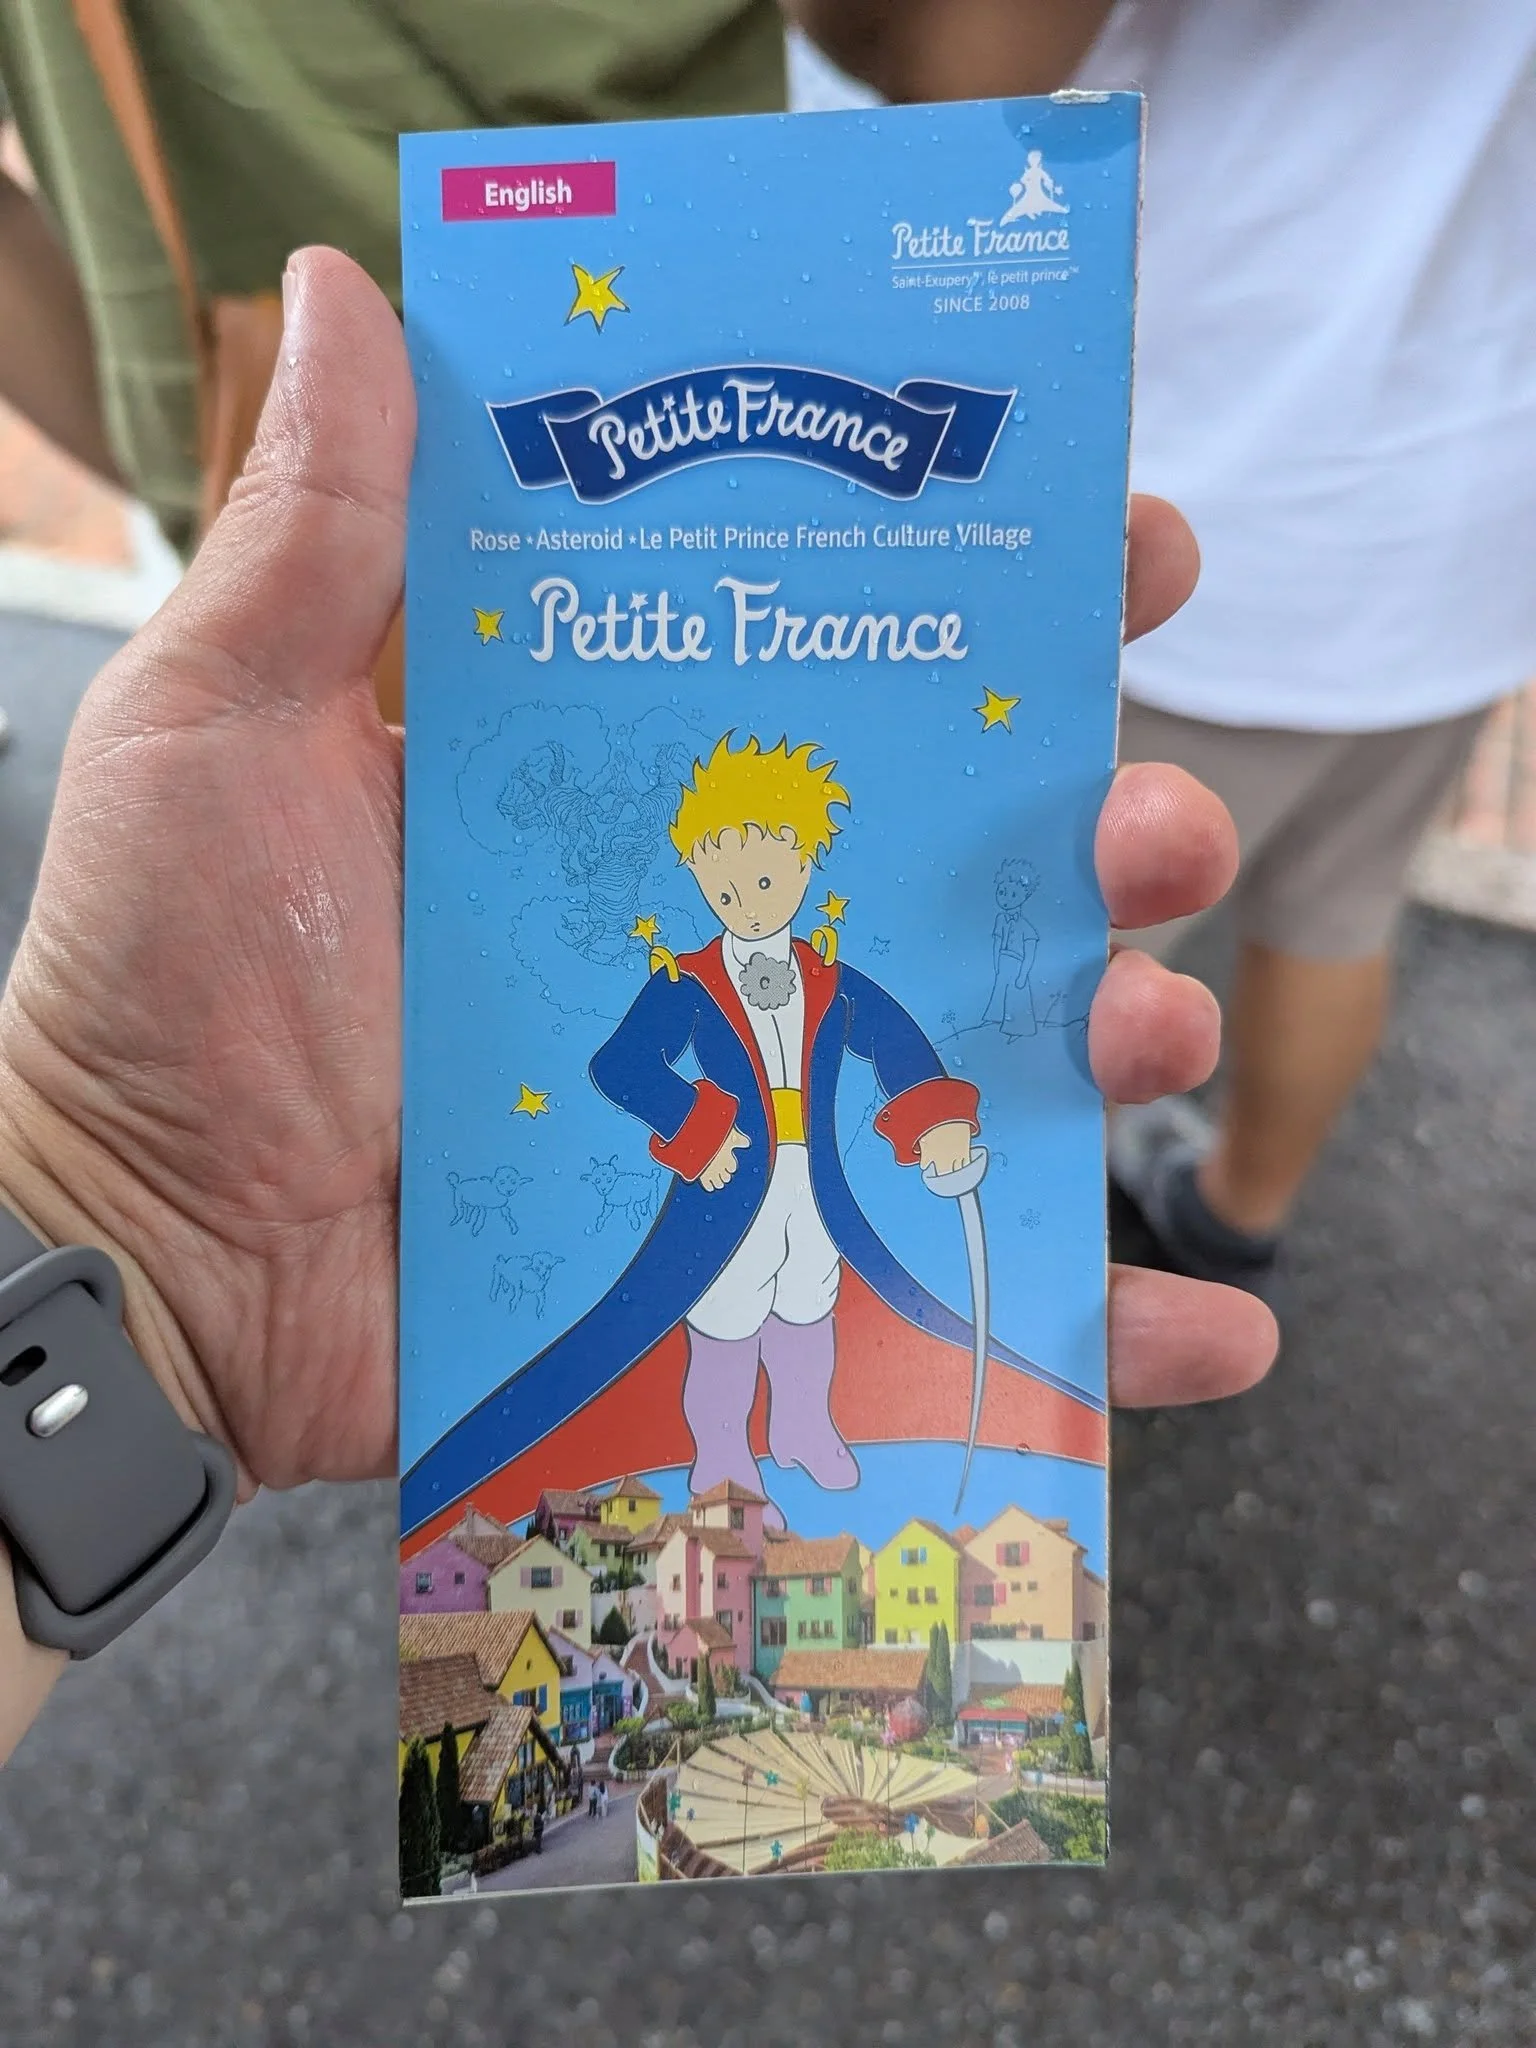 English
Petite France
Saint-Exupery®, le petit prince™
SINCE 2008
Petite France
Rose ⋆ Asteroid ⋆ Le Petit Prince French Culture Village
Petite France